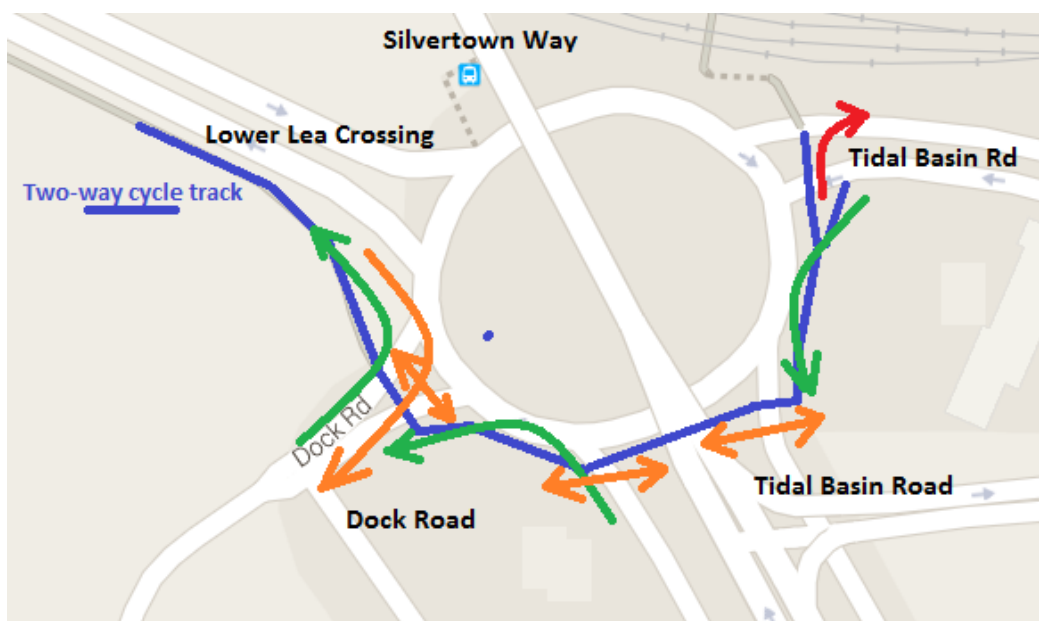 Silvertown Way
Lower Lea Crossing
Tidal Basin Rd
Two-way cycle track
Dock Rd
Tidal Basin Road
Dock Road